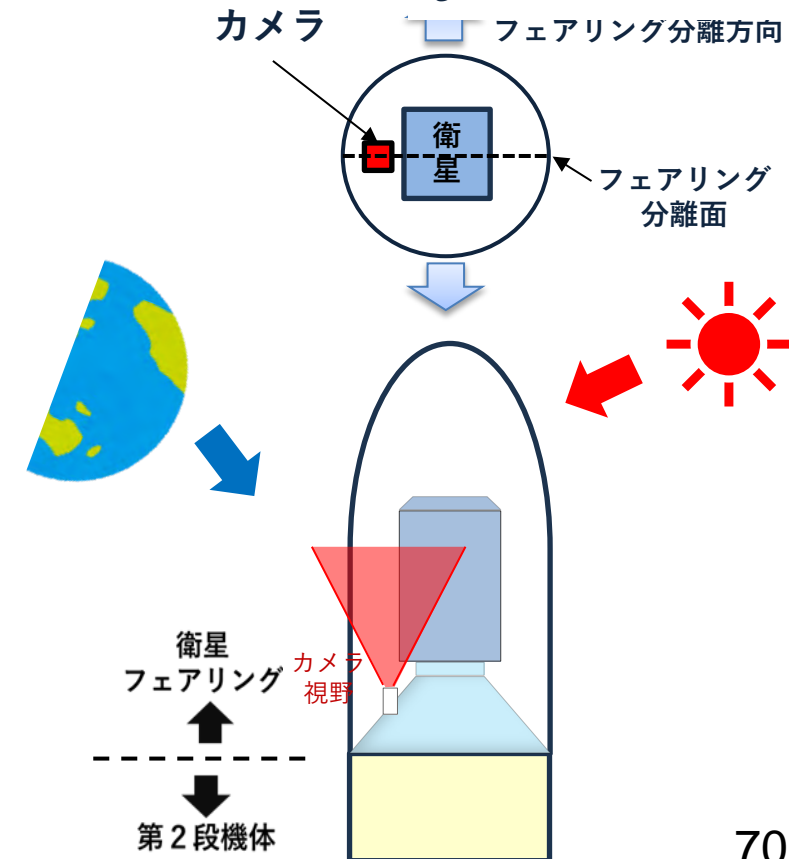 カメラ
フェアリング分離方向
衛
星
フェアリング
分離面
衛星
フェアリング
カメラ
視野
第２段機体
70